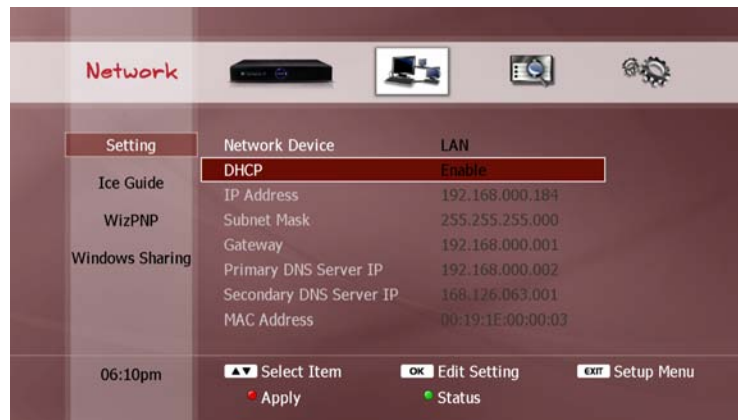 Network
Setting
Ice Guide
WizPNP
Windows Sharing
Network Device LAN
DHCP Enable
IP Address 192.168.000.184
Subnet Mask 255.255.255.000
Gateway 192.168.000.001
Primary DNS Server IP 192.168.000.002
Secondary DNS Server IP 168.126.063.001
MAC Address 00:19:1E:00:00:03
06:10pm
▲▼ Select Item OK Edit Setting EXIT Setup Menu
Apply Status